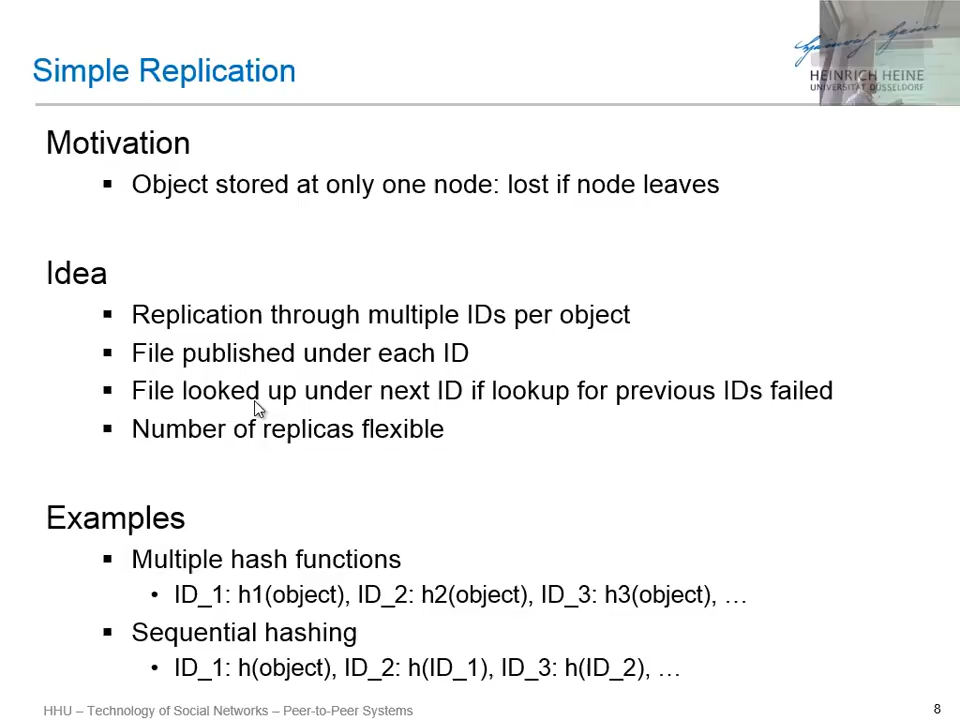 Simple Replication
Heinrich Heine
HEINRICH HEINE
UNIVERSITÄT DÜSSELDORF
Motivation
▪ Object stored at only one node: lost if node leaves
Idea
▪ Replication through multiple IDs per object
▪ File published under each ID
▪ File looked up under next ID if lookup for previous IDs failed
▪ Number of replicas flexible
Examples
▪ Multiple hash functions
• ID_1: h1(object), ID_2: h2(object), ID_3: h3(object), …
▪ Sequential hashing
• ID_1: h(object), ID_2: h(ID_1), ID_3: h(ID_2), …
HHU – Technology of Social Networks – Peer-to-Peer Systems
8